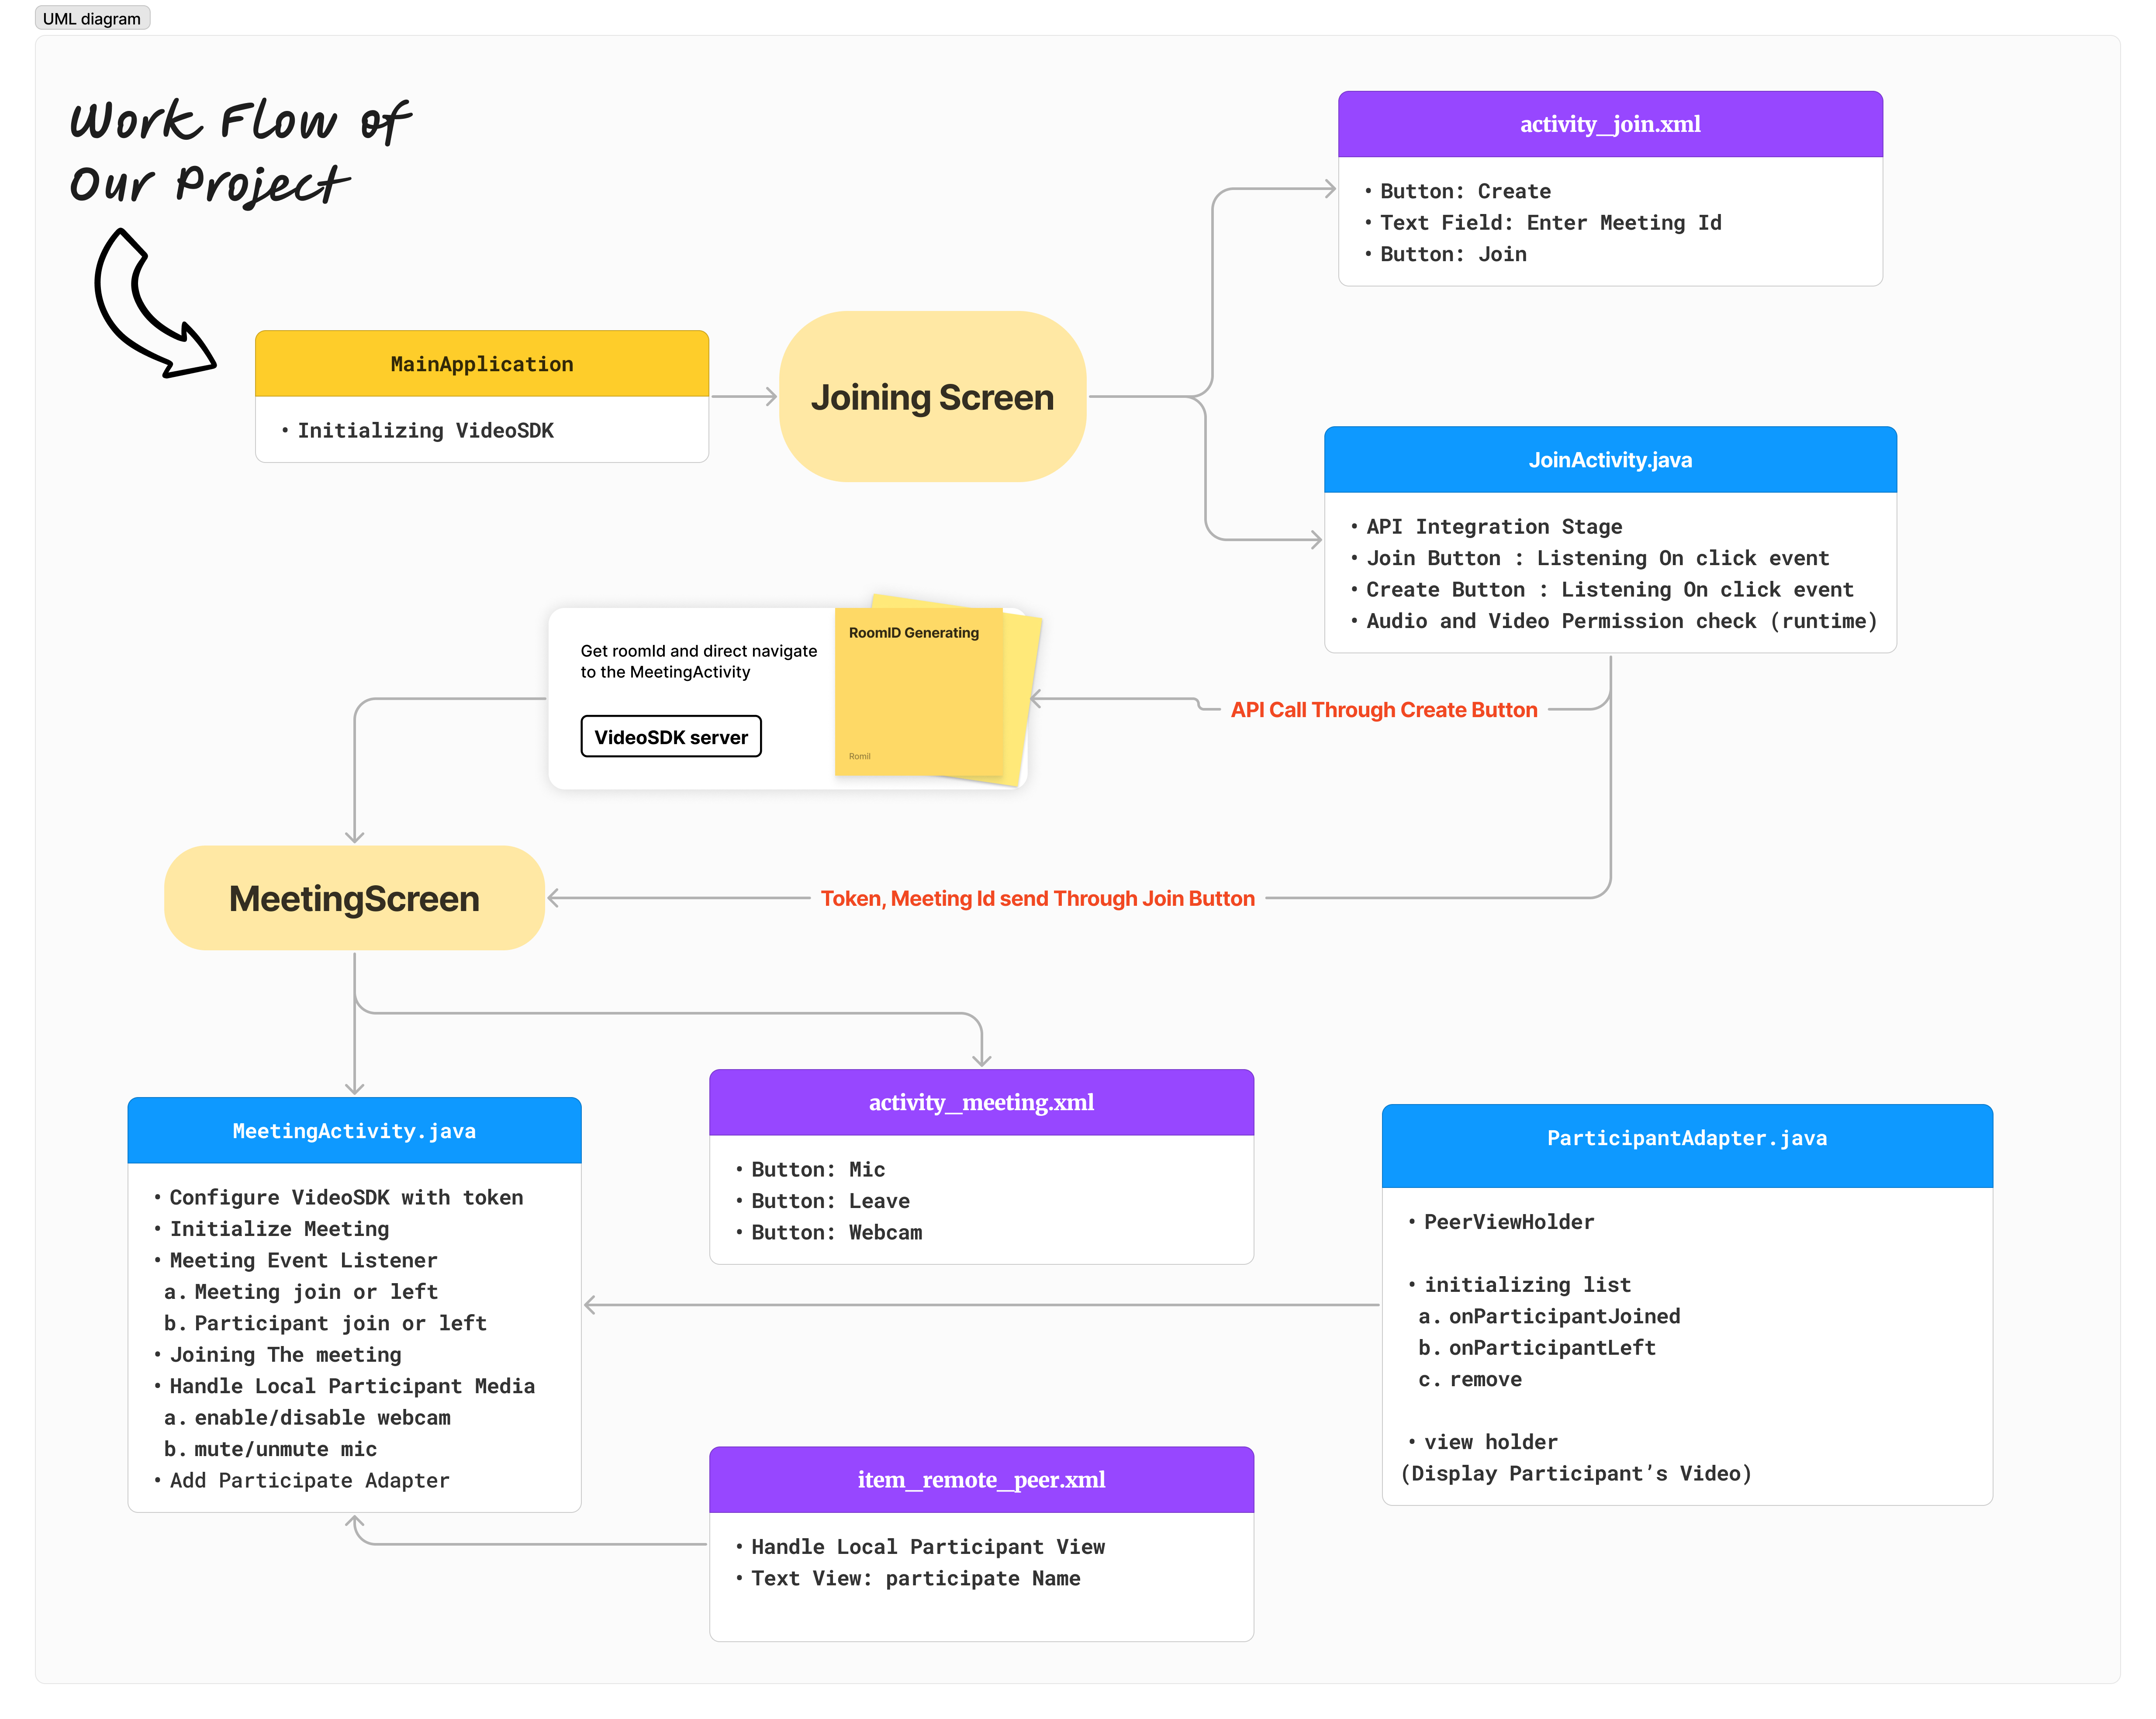 UML diagram
Work Flow of
Our Project
activity_join.xml
• Button: Create
• Text Field: Enter Meeting Id
• Button: Join
MainApplication
• Initializing VideoSDK
Joining Screen
JoinActivity.java
• API Integration Stage
• Join Button : Listening On click event
• Create Button : Listening On click event
• Audio and Video Permission check (runtime)
Get roomId and direct navigate
to the MeetingActivity
VideoSDK server
RoomID Generating
Romil
API Call Through Create Button
MeetingScreen
Token, Meeting Id send Through Join Button
MeetingActivity.java
• Configure VideoSDK with token
• Initialize Meeting
• Meeting Event Listener
a. Meeting join or left
b. Participant join or left
• Joining The meeting
• Handle Local Participant Media
a. enable/disable webcam
b. mute/unmute mic
• Add Participate Adapter
activity_meeting.xml
• Button: Mic
• Button: Leave
• Button: Webcam
ParticipantAdapter.java
• PeerViewHolder
• initializing list
a. onParticipantJoined
b. onParticipantLeft
c. remove
• view holder
(Display Participant’s Video)
item_remote_peer.xml
• Handle Local Participant View
• Text View: participate Name